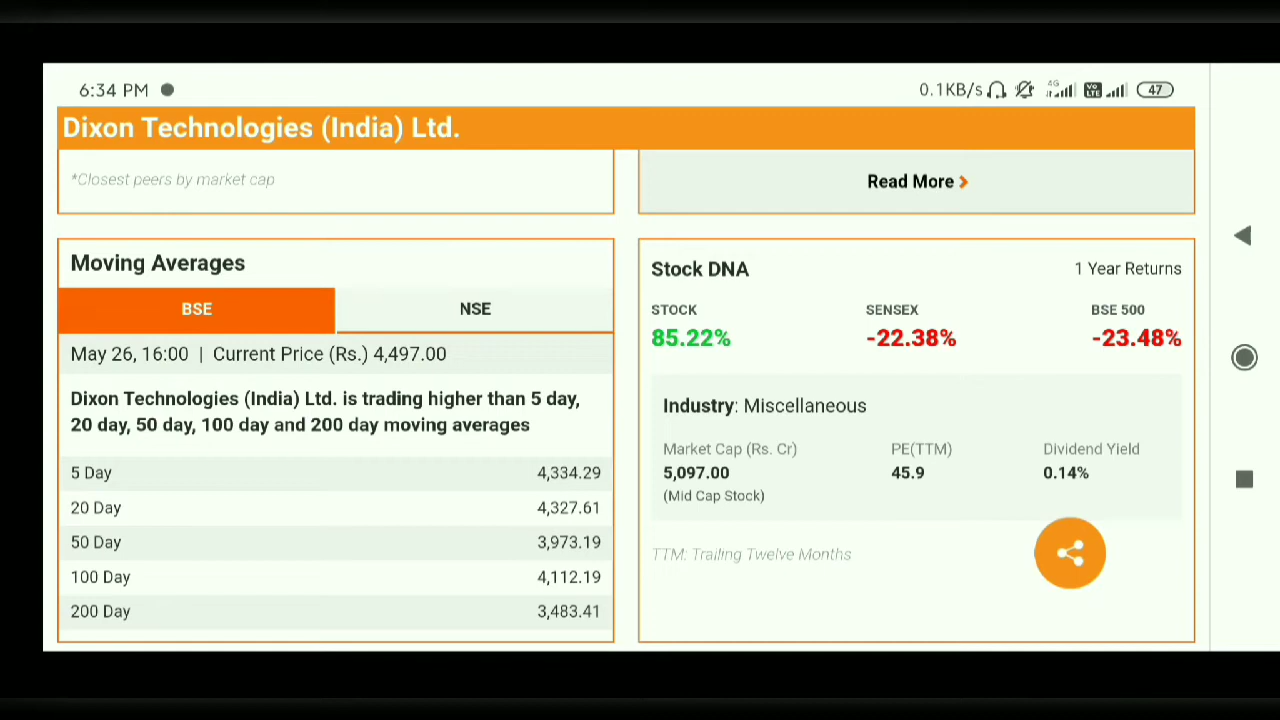 6:34 PM
0.1KB/s 4G VO LTE 47
Dixon Technologies (India) Ltd.
*Closest peers by market cap
Read More
Moving Averages
BSE NSE
May 26, 16:00 | Current Price (Rs.) 4,497.00
Dixon Technologies (India) Ltd. is trading higher than 5 day,
20 day, 50 day, 100 day and 200 day moving averages
5 Day 4,334.29
20 Day 4,327.61
50 Day 3,973.19
100 Day 4,112.19
200 Day 3,483.41
Stock DNA 1 Year Returns
STOCK SENSEX BSE 500
85.22% -22.38% -23.48%
Industry: Miscellaneous
Market Cap (Rs. Cr) PE(TTM) Dividend Yield
5,097.00 45.9 0.14%
(Mid Cap Stock)
TTM: Trailing Twelve Months